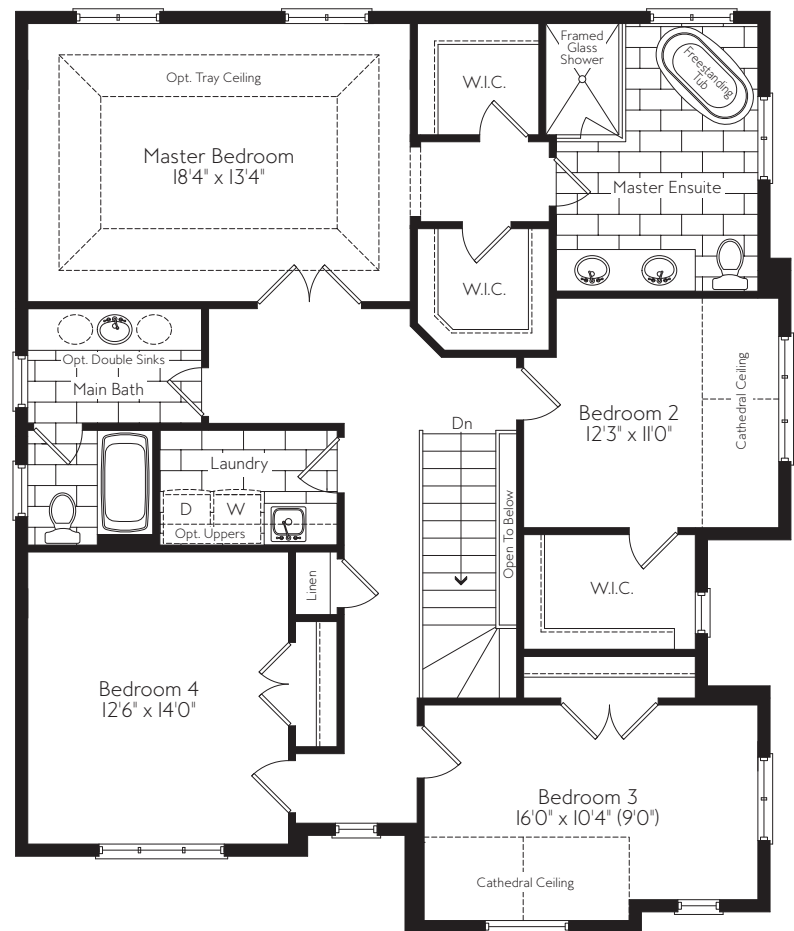 Opt. Tray Ceiling
Master Bedroom
18'4" x 13'4"
W.I.C.
Framed
Glass
Shower
Freestanding
Tub
Master Ensuite
W.I.C.
Opt. Double Sinks
Main Bath
Laundry
D
W
Opt. Uppers
Dn
Open To Below
Bedroom 2
12'3" x 11'0"
Cathedral Ceiling
W.I.C.
Linen
Bedroom 4
12'6" x 14'0"
Bedroom 3
16'0" x 10'4" (9'0")
Cathedral Ceiling